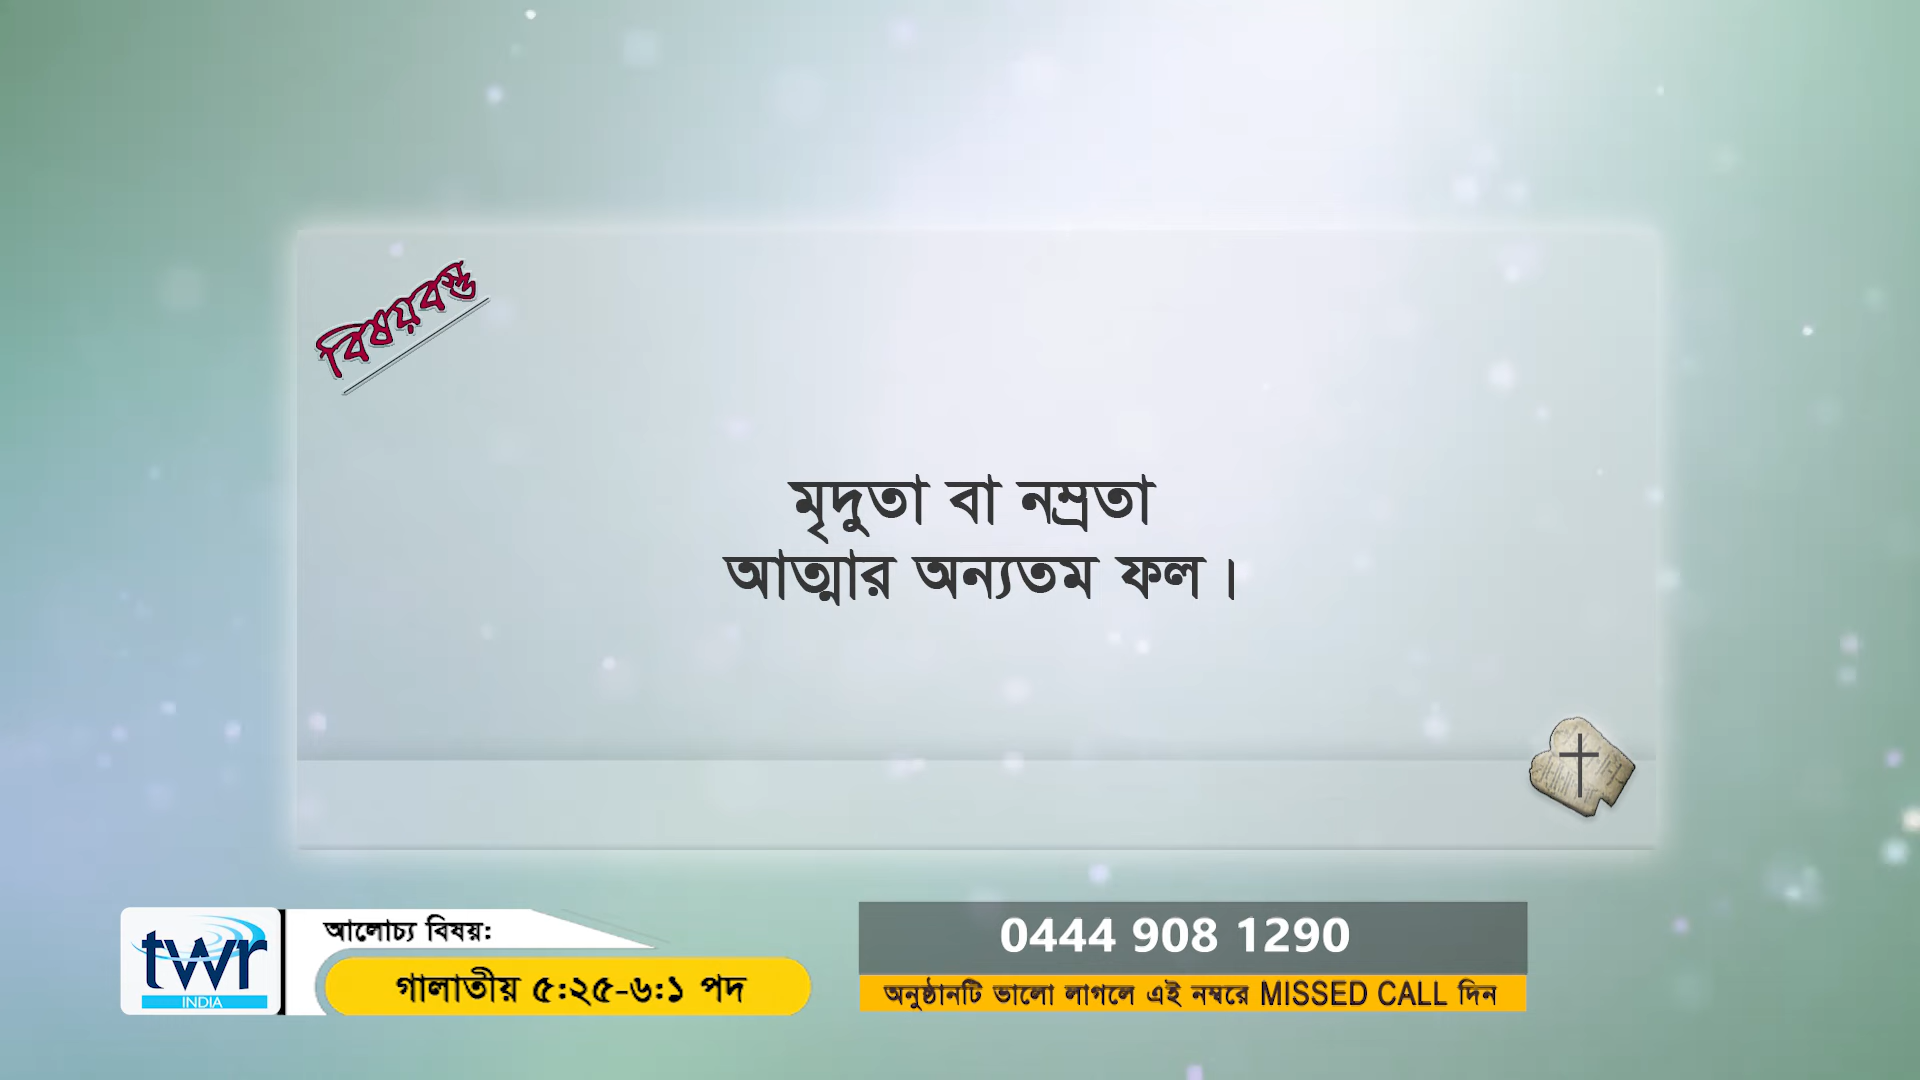 বিষয়বস্তু
মৃদুতা বা নম্রতা
আত্মার অন্যতম ফল।
twr
INDIA
আলোচ্য বিষয়:
গালাতীয় ৫:২৫-৬:১ পদ
0444 908 1290
অনুষ্ঠানটি ভালো লাগলে এই নম্বরে MISSED CALL দিন